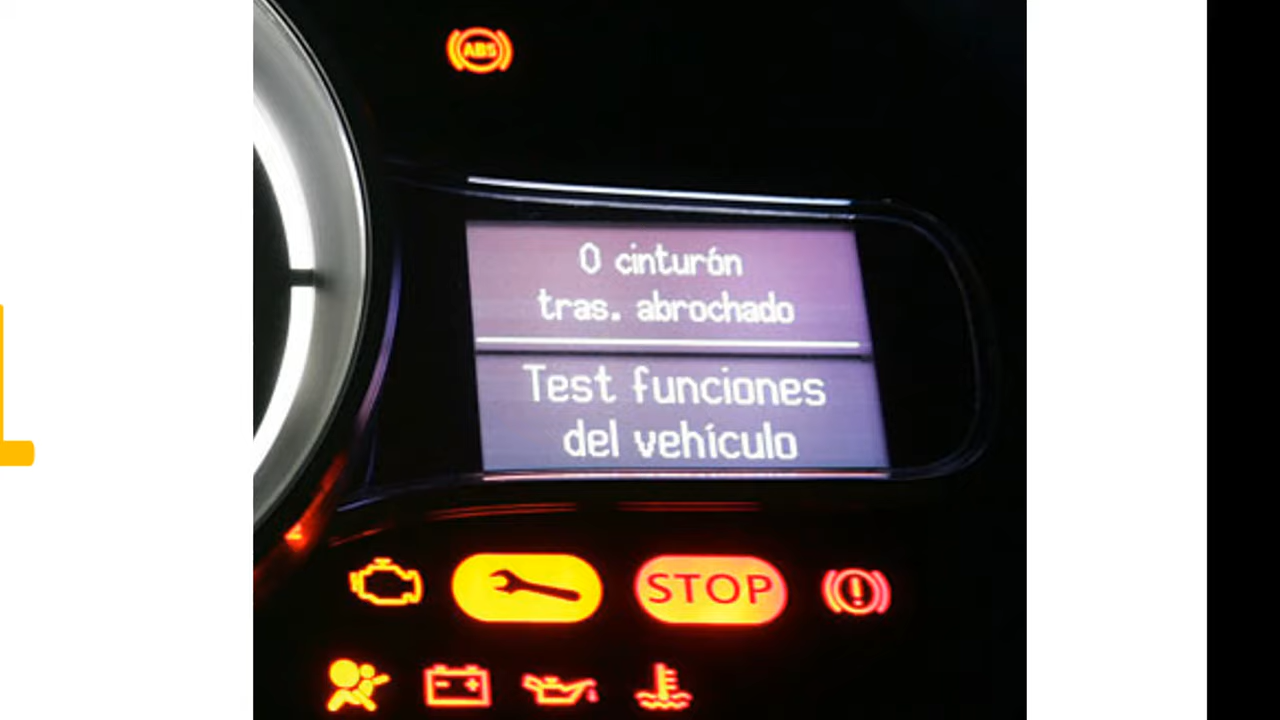 ABS
0 cinturón
tras. abrochado
Test funciones
del vehículo
STOP